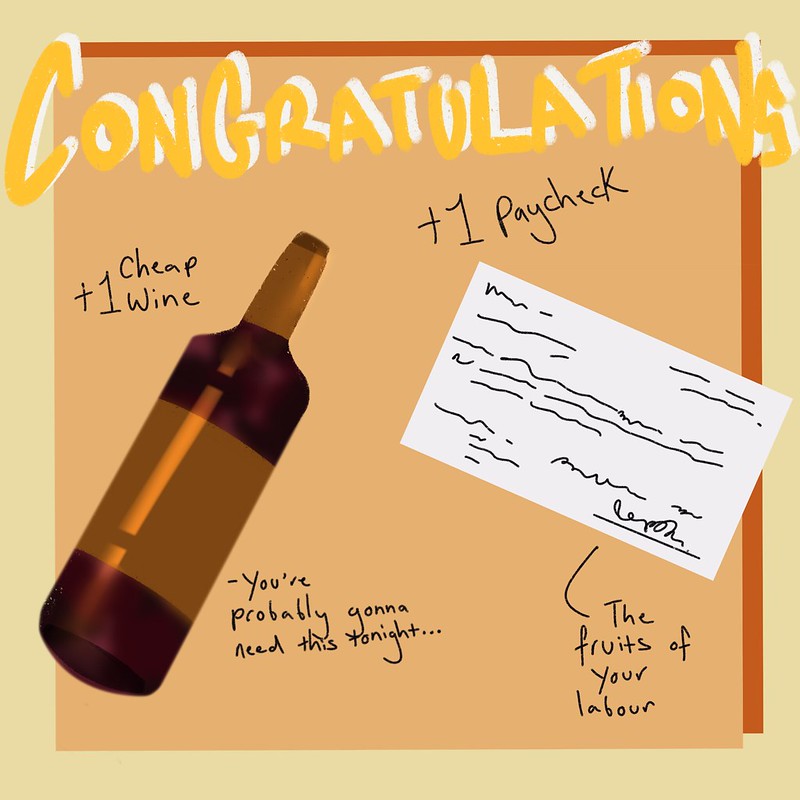 CONGRATULATIONS
+1 Paycheck
+1 Cheap
Wine
-You're
probably gonna
need this tonight...
The
fruits of
your
labour